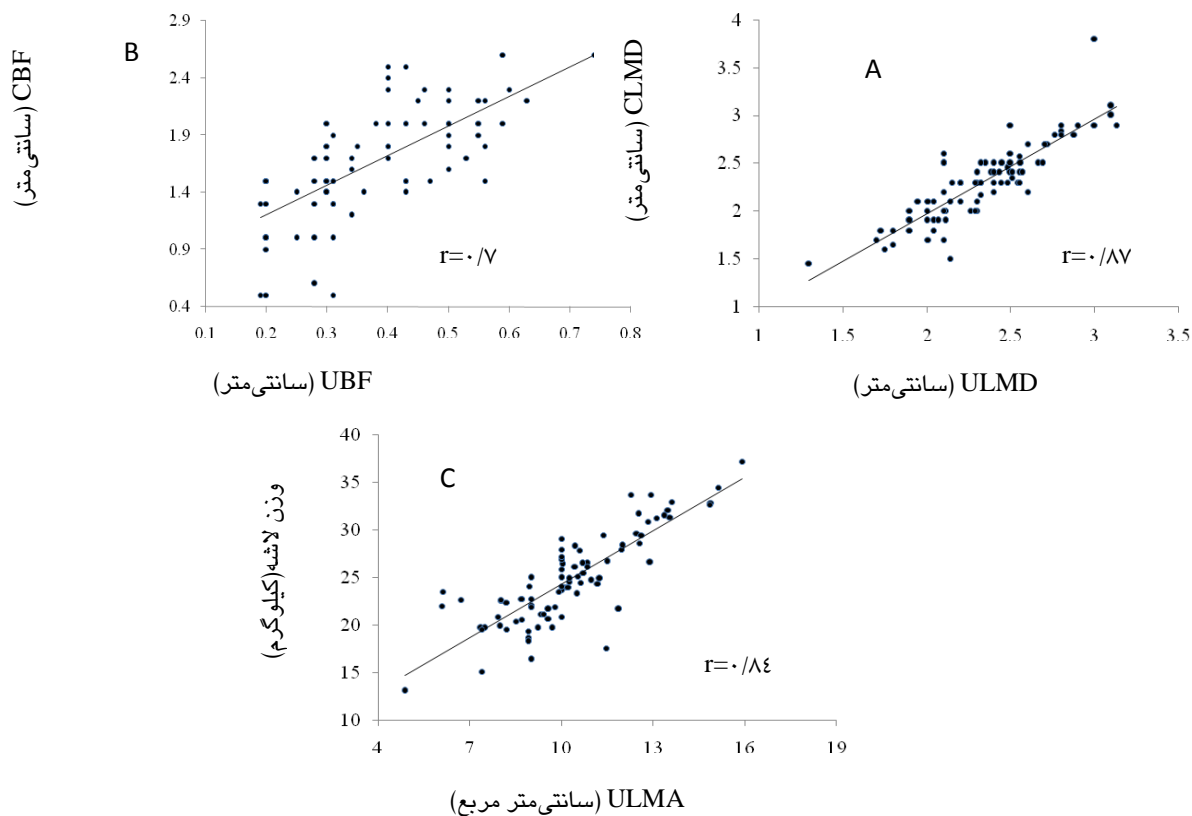 B
CBF (سانتی‌متر)
2.9
2.4
1.9
1.4
0.9
0.4
r=۰/۷
0.1 0.2 0.3 0.4 0.5 0.6 0.7 0.8
UBF (سانتی‌متر)
A
CLMD (سانتی‌متر)
4
3.5
3
2.5
2
1.5
1
r=۰/۸۷
1 1.5 2 2.5 3 3.5
ULMD (سانتی‌متر)
C
وزن لاشه(کیلوگرم)
40
35
30
25
20
15
10
r=۰/۸٤
4 7 10 13 16 19
ULMA (سانتی‌متر مربع)